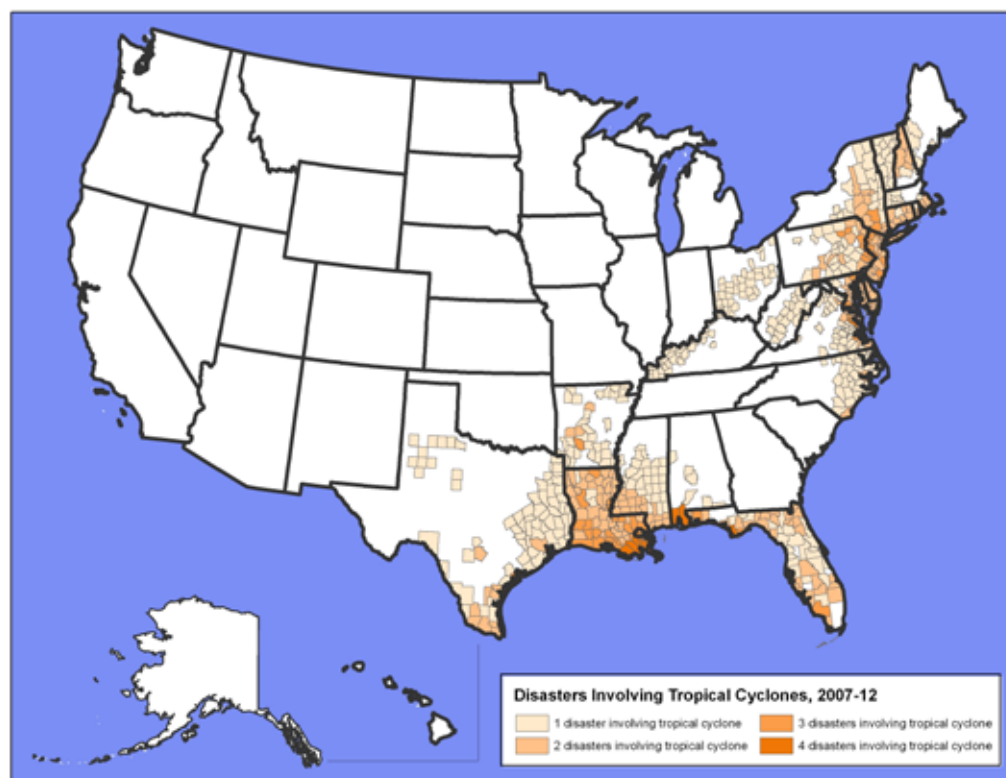 Disasters Involving Tropical Cyclones, 2007-12
1 disaster involving tropical cyclone
3 disasters involving tropical cyclone
2 disasters involving tropical cyclone
4 disasters involving tropical cyclone